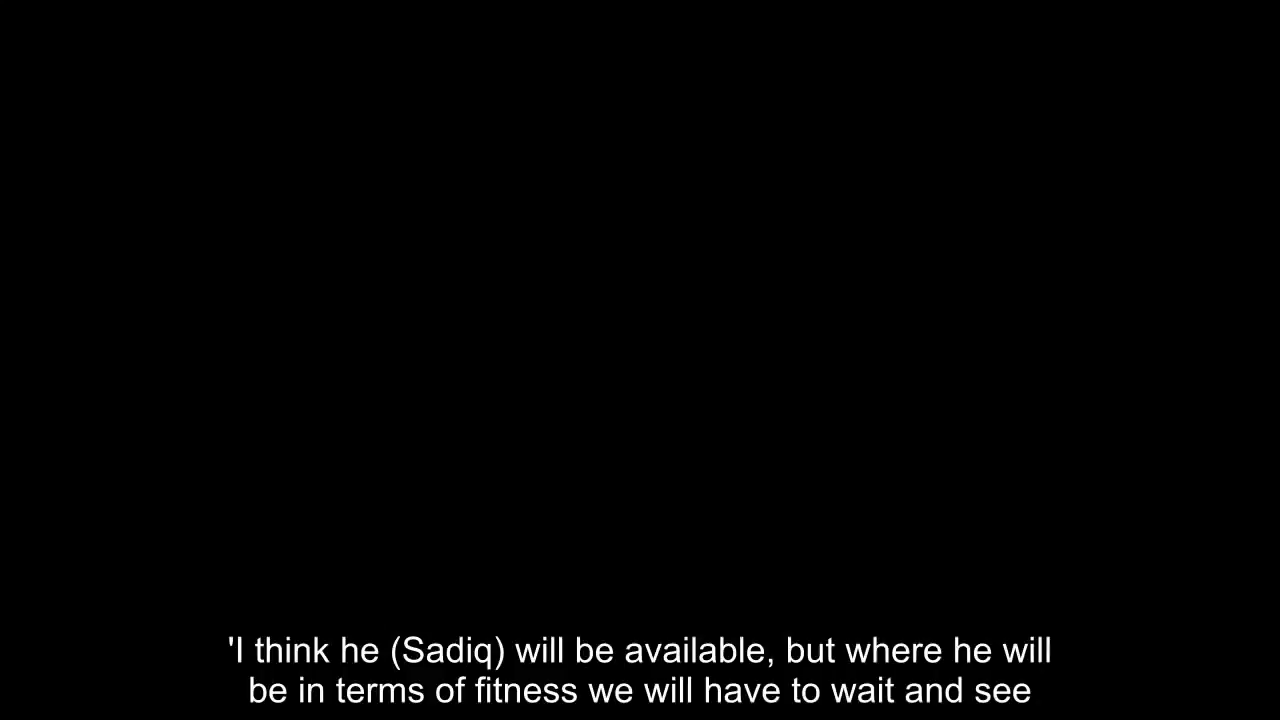 'I think he (Sadiq) will be available, but where he will
be in terms of fitness we will have to wait and see